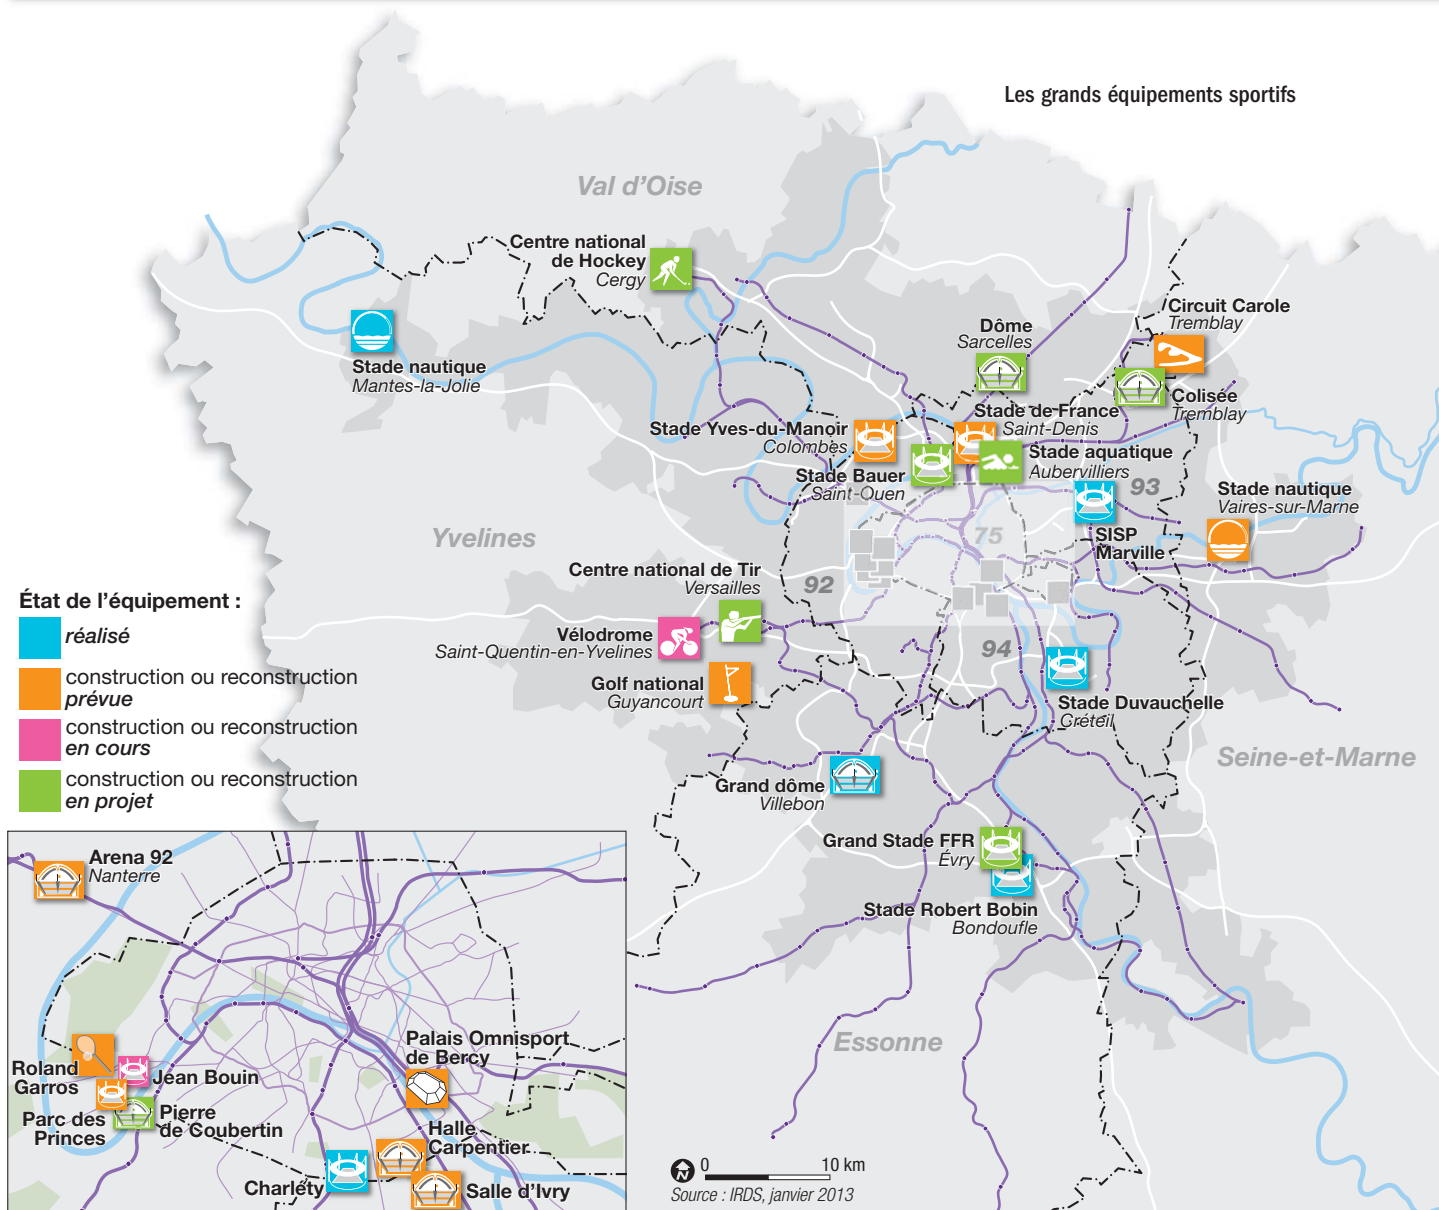 Les grands équipements sportifs
Val d'Oise
Centre national
de Hockey
Cergy
Circuit Carole
Tremblay
Dôme
Sarcelles
Stade nautique
Mantes-la-Jolie
Colisée
Tremblay
Stade de France
Saint-Denis
Stade Yves-du-Manoir
Colombes
Stade aquatique
Aubervilliers
Stade Bauer
Saint-Ouen
93
Stade nautique
Vaires-sur-Marne
SISP
Marville
75
Yvelines
Centre national de Tir
Versailles
92
Vélodrome
Saint-Quentin-en-Yvelines
94
Golf national
Guyancourt
Stade Duvauchelle
Créteil
Seine-et-Marne
Grand dôme
Villebon
Grand Stade FFR
Évry
Stade Robert Bobin
Bondoufle
Essonne
État de l'équipement :
réalisé
construction ou reconstruction
prévue
construction ou reconstruction
en cours
construction ou reconstruction
en projet
Arena 92
Nanterre
Palais Omnisport
de Bercy
Roland
Garros
Jean Bouin
Parc des
Princes
Pierre
de Coubertin
Halle
Carpentier
Charlety
Salle d'Ivry
N
0 10 km
Source : IRDS, janvier 2013